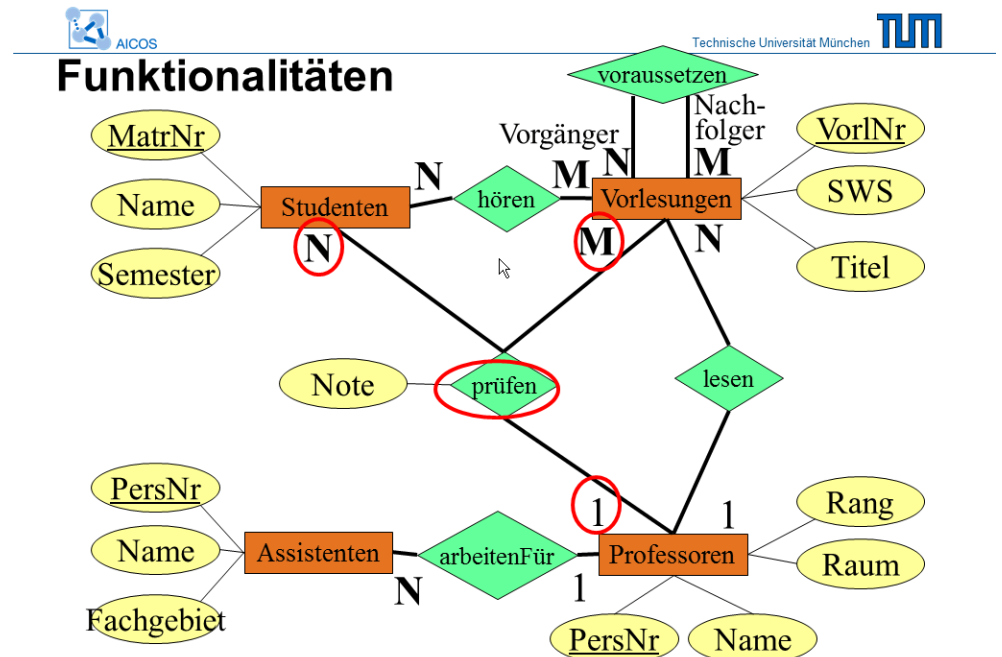 AICOS
Technische Universität München
TUM
Funktionalitäten
voraussetzen
Vorgänger
Nach-
folger
N
M
MatrNr
Name
Semester
Studenten
N
hören
M
Vorlesungen
VorlNr
SWS
Titel
N
M
N
Note
prüfen
lesen
1
1
PersNr
Name
Fachgebiet
Assistenten
N
arbeitenFür
1
Professoren
Rang
Raum
PersNr
Name